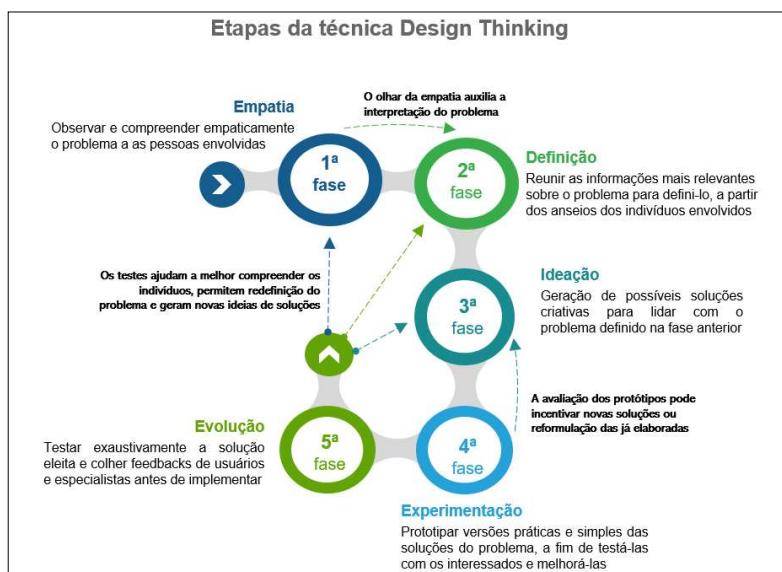 Etapas da técnica Design Thinking
Empatia
Observar e compreender empaticamente
o problema a as pessoas envolvidas
O olhar da empatia auxilia a
interpretação do problema
1ª
fase
2ª
fase
Definição
Reunir as informações mais relevantes
sobre o problema para defini-lo, a partir
dos anseios dos indivíduos envolvidos
Os testes ajudam a melhor compreender os
indivíduos, permitem redefinição do
problema e geram novas ideias de soluções
3ª
fase
Ideação
Geração de possíveis soluções
criativas para lidar com o
problema definido na fase anterior
A avaliação dos protótipos pode
incentivar novas soluções ou
reformulação das já elaboradas
Evolução
Testar exaustivamente a solução
eleita e colher feedbacks de usuários
e especialistas antes de implementar
5ª
fase
4ª
fase
Experimentação
Prototipar versões práticas e simples das
soluções do problema, a fim de testá-las
com os interessados e melhorá-las